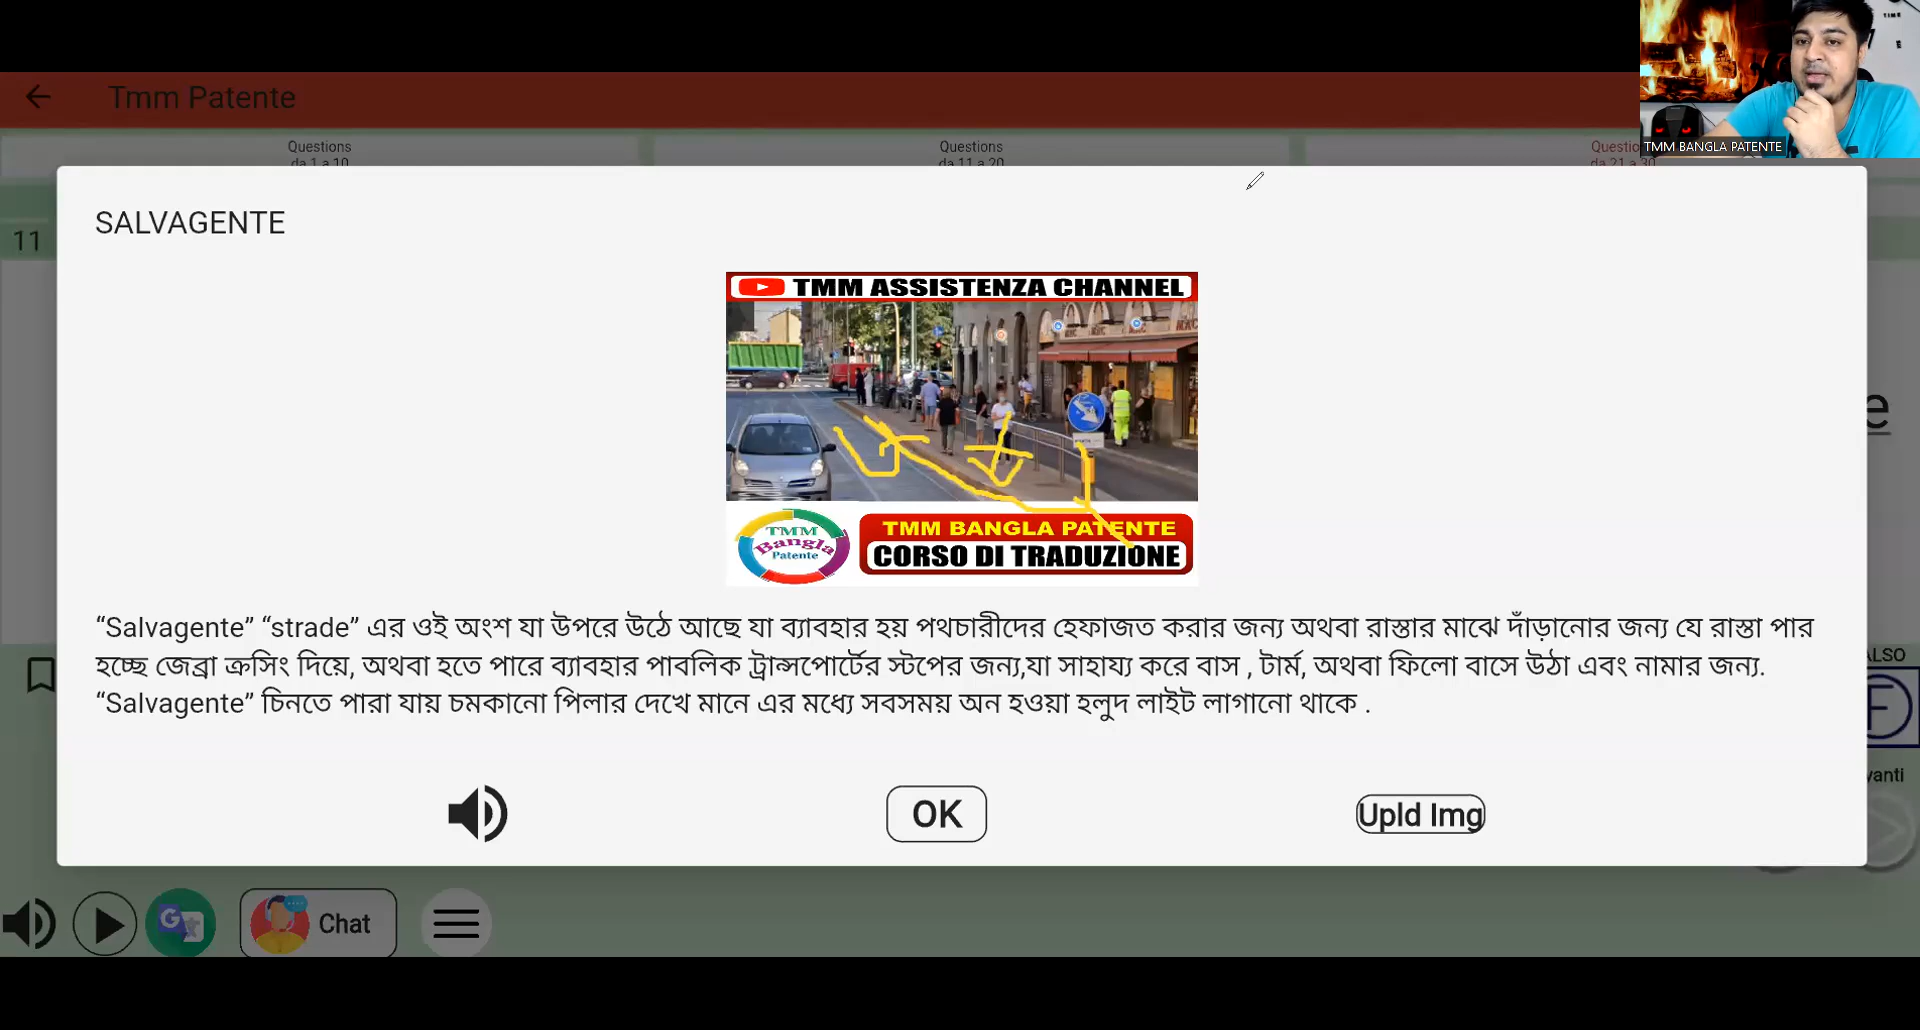 TIME
TMM BANGLA PATENTE
Tmm Patente
Questions
da 1 a 10
Questions
da 11 a 20
da 21 a 30
11
SALVAGENTE
TMM ASSISTENZA CHANNEL
TMM
Bangla
Patente
TMM BANGLA PATENTE
CORSO DI TRADUZIONE
“Salvagente” “strade” এর ওই অংশ যা উপরে উঠে আছে যা ব্যাবহার হয় পথচারীদের হেফাজত করার জন্য অথবা রাস্তার মাঝে দাঁড়ানোর জন্য যে রাস্তা পার
হচ্ছে জেব্রা ক্রসিং দিয়ে, অথবা হতে পারে ব্যাবহার পাবলিক ট্রান্সপোর্টের স্টপের জন্য,যা সাহায্য করে বাস , টার্ম, অথবা ফিলো বাসে উঠা এবং নামার জন্য.
“Salvagente” চিনতে পারা যায় চমকানো পিলার দেখে মানে এর মধ্যে সবসময় অন হওয়া হলুদ লাইট লাগানো থাকে .
e
ALSO
F
vanti
OK
Upld Img
Chat